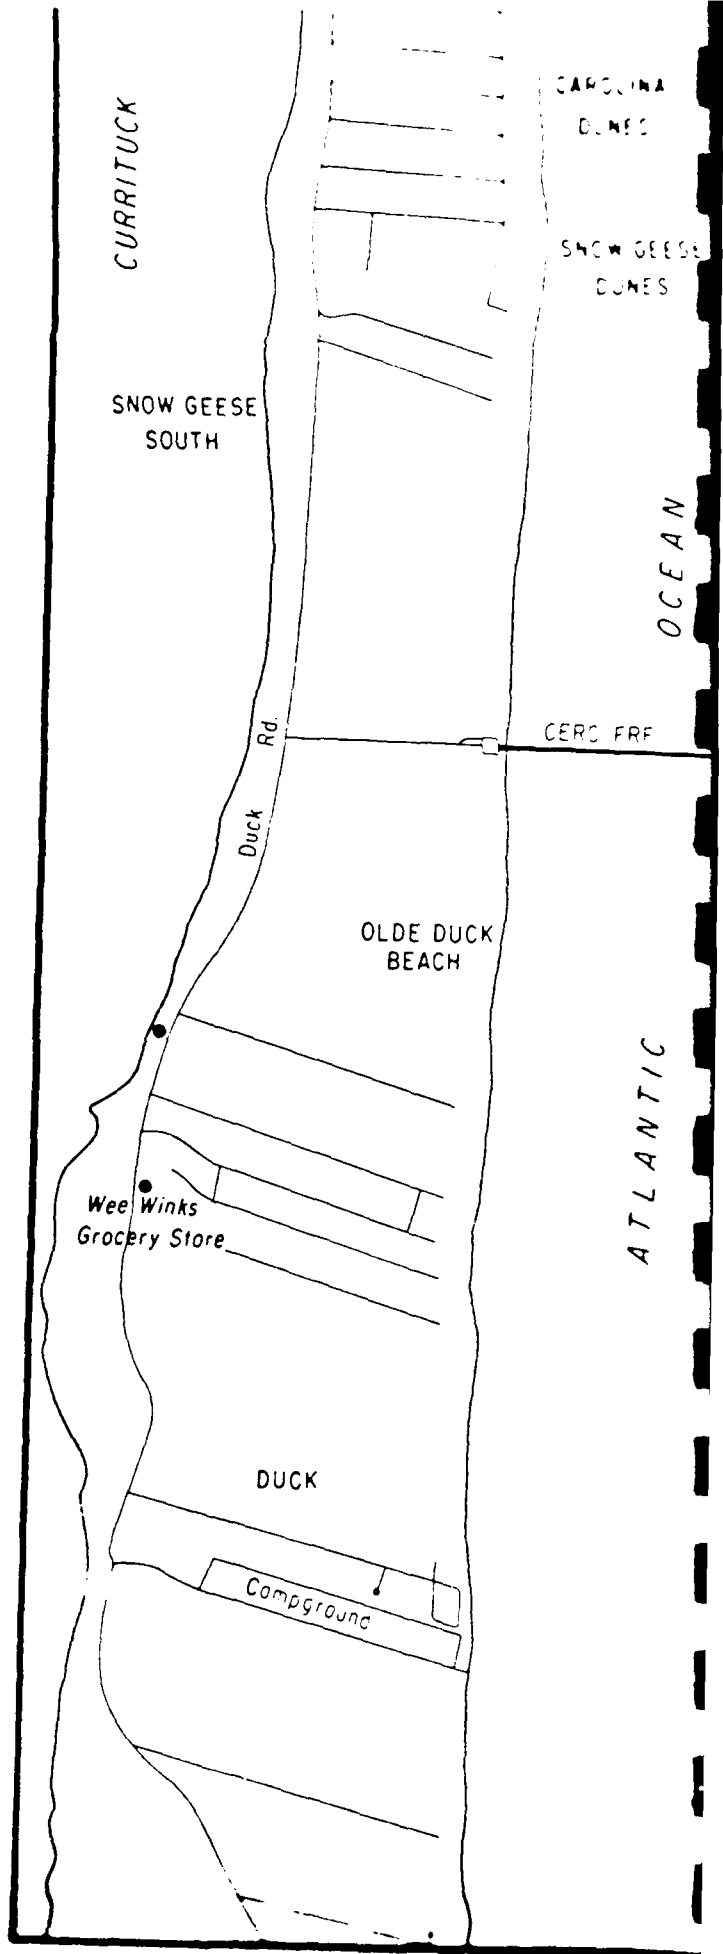 CAROLINA
DUNES
CURRITUCK
SNOW GEESE
DUNES
SNOW GEESE
SOUTH
OCEAN
Rd.
CERC FRF
Duck
OLDE DUCK
BEACH
ATLANTIC
Wee Winks
Grocery Store
DUCK
Campground